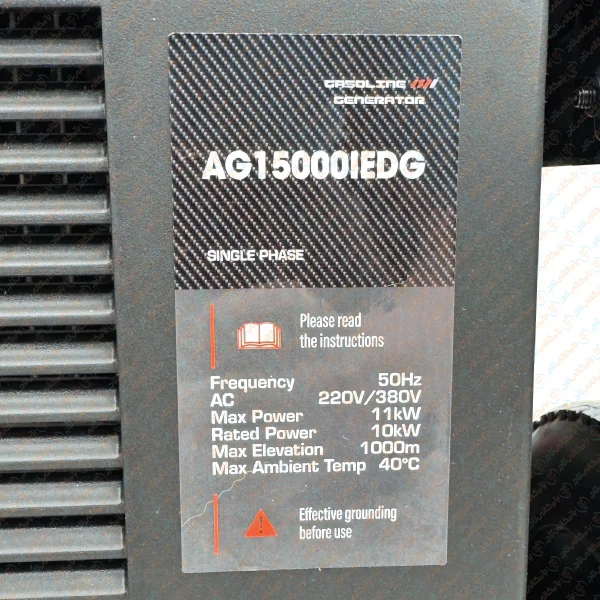 GASOLINE
GENERATOR
AG15000IEDG
SINGLE PHASE
Please read
the instructions
Frequency 50Hz
AC 220V/380V
Max Power 11kW
Rated Power 10kW
Max Elevation 1000m
Max Ambient Temp 40°C
Effective grounding
before use